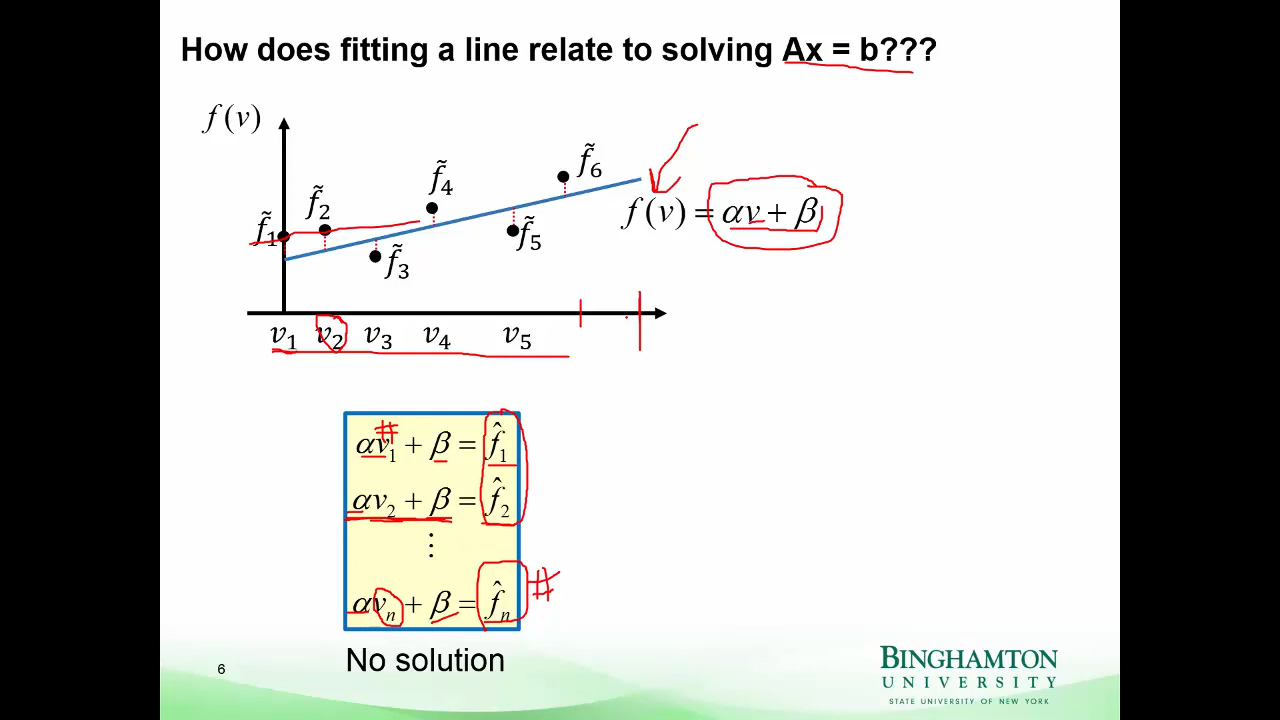 How does fitting a line relate to solving Ax = b???
f(v)
f̃₁ f̃₂ f̃₃ f̃₄ f̃₅ f̃₆
f(v) = αv + β
v₁ v₂ v₃ v₄ v₅
αv₁ + β = f̂₁
#
αv₂ + β = f̂₂
⋮
αvₙ + β = f̂ₙ #
No solution
6
BINGHAMTON
UNIVERSITY
STATE UNIVERSITY OF NEW YORK